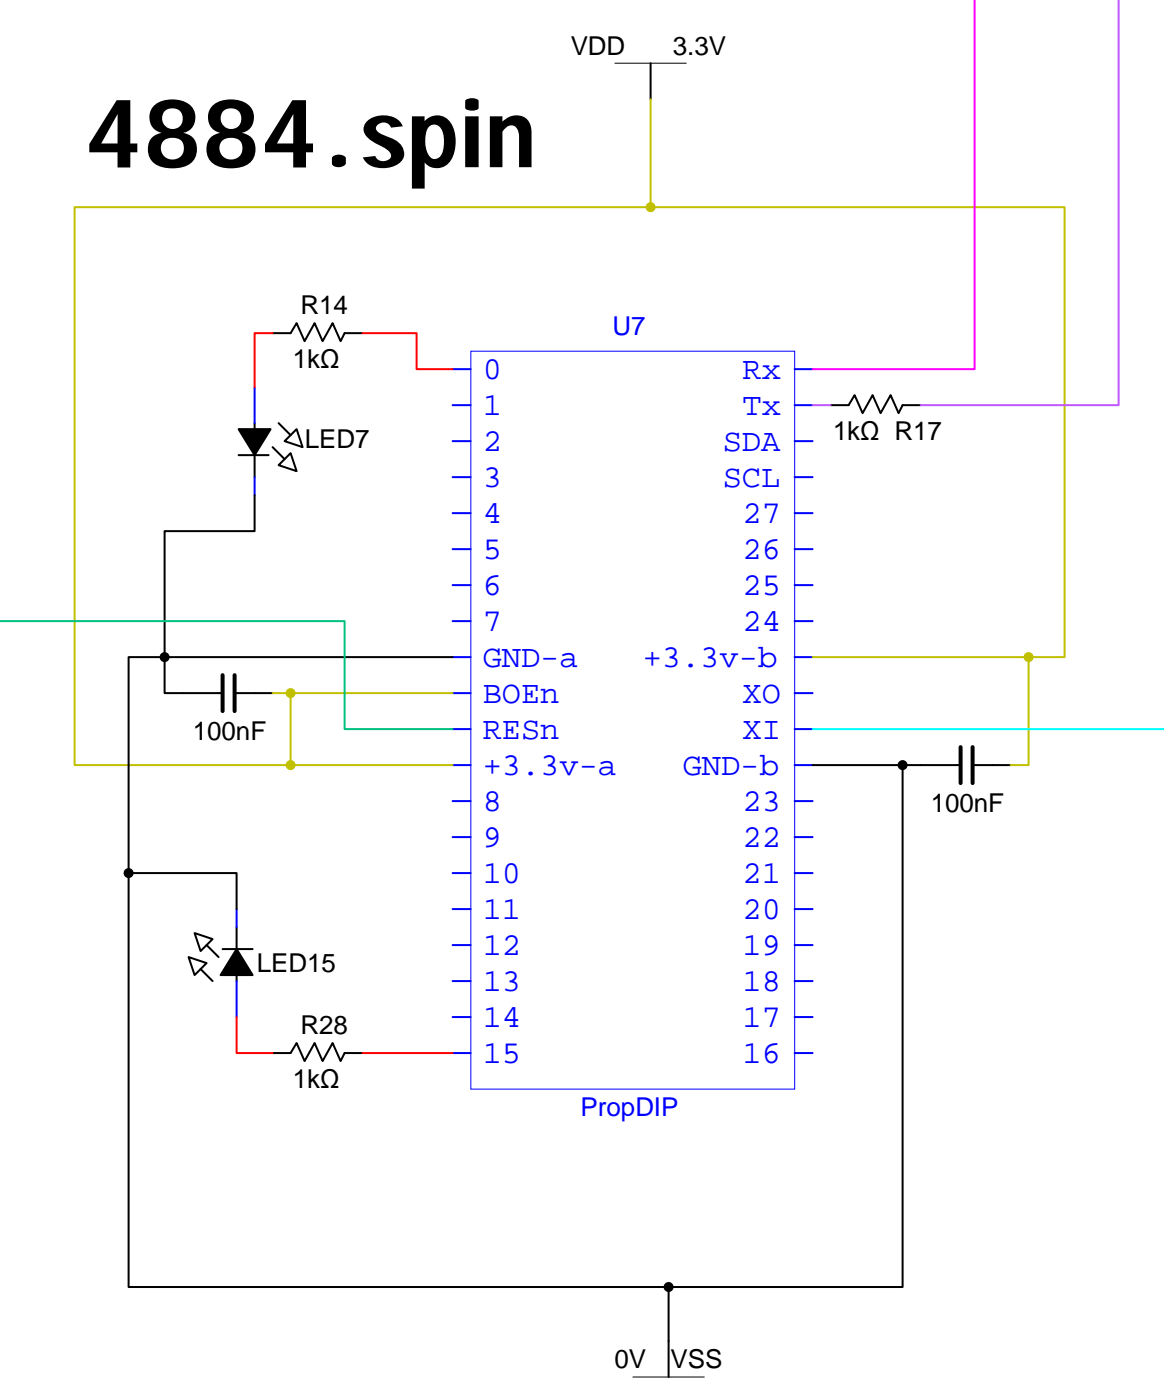 VDD 3.3V
4884.spin
R14
1kΩ
U7
LED7
0 Rx
1 Tx
1kΩ R17
2 SDA
3 SCL
4 27
5 26
6 25
7 24
GND-a +3.3v-b
BOEn XO
100nF
RESn XI
+3.3v-a GND-b
100nF
8 23
9 22
10 21
11 20
12 19
LED15
13 18
14 17
R28
15 16
1kΩ
PropDIP
0V VSS